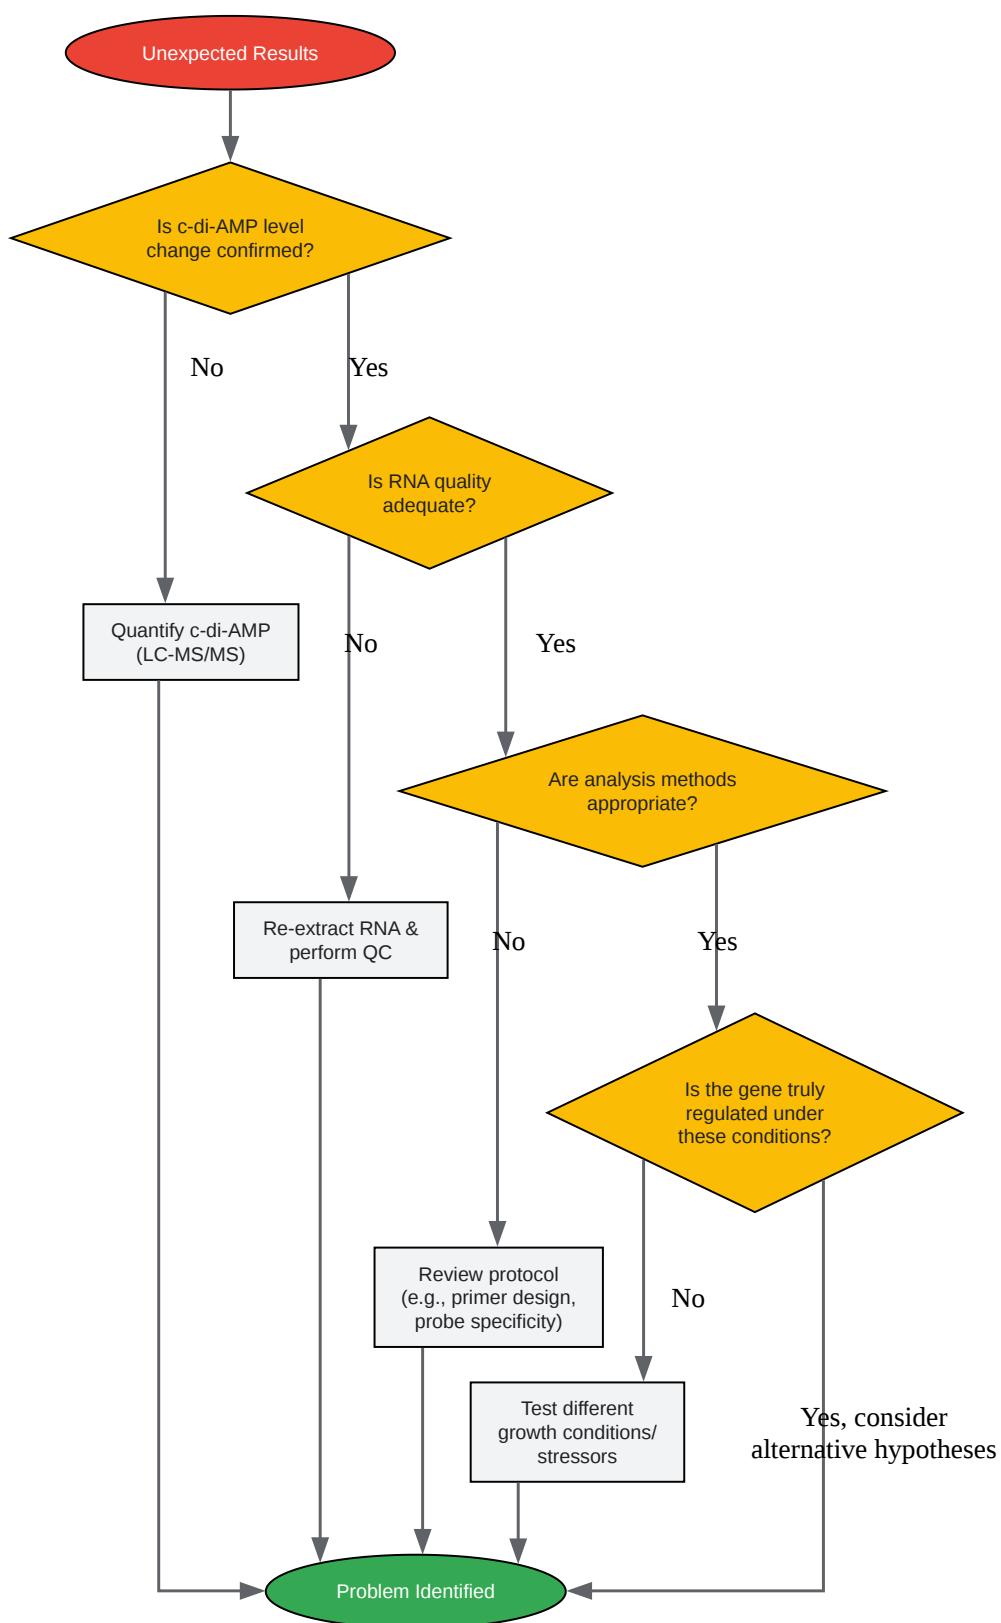 Unexpected Results
Is c-di-AMP level
change confirmed?
No
Yes
Is RNA quality
adequate?
Quantify c-di-AMP
(LC-MS/MS)
No
Yes
Are analysis methods
appropriate?
Re-extract RNA &
perform QC
No
Yes
Is the gene truly
regulated under
these conditions?
Review protocol
(e.g., primer design,
probe specificity)
No
Test different
growth conditions/
stressors
Yes, consider
alternative hypotheses
Problem Identified